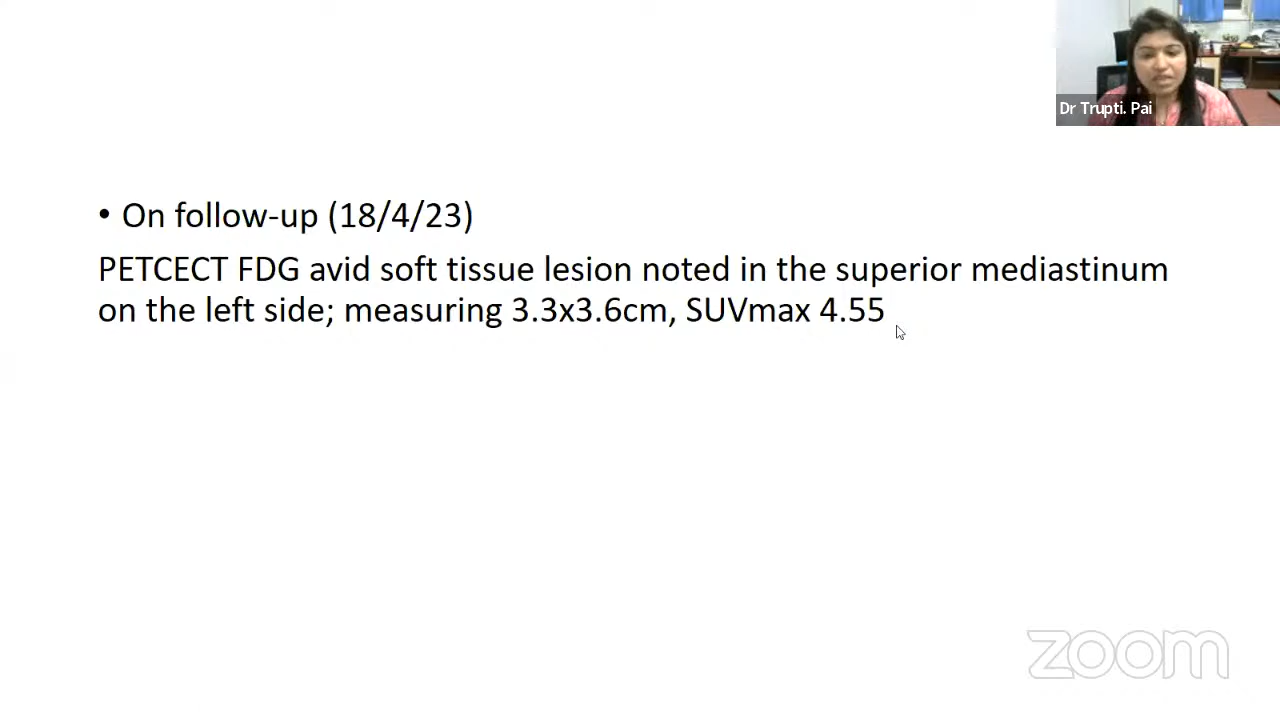 Dr Trupti. Pai
• On follow-up (18/4/23)
PETCECT FDG avid soft tissue lesion noted in the superior mediastinum
on the left side; measuring 3.3x3.6cm, SUVmax 4.55
zoom